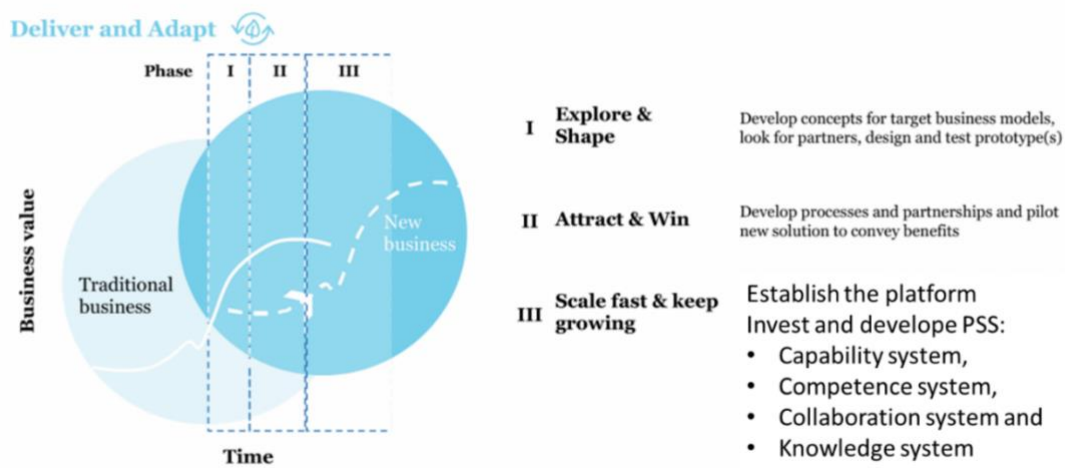 Deliver and Adapt
Phase I II III
Business value
Traditional
business
New
business
Time
I Explore &
Shape
Develop concepts for target business models,
look for partners, design and test prototype(s)
II Attract & Win
Develop processes and partnerships and pilot
new solution to convey benefits
III Scale fast & keep
growing
Establish the platform
Invest and develope PSS:
• Capability system,
• Competence system,
• Collaboration system and
• Knowledge system